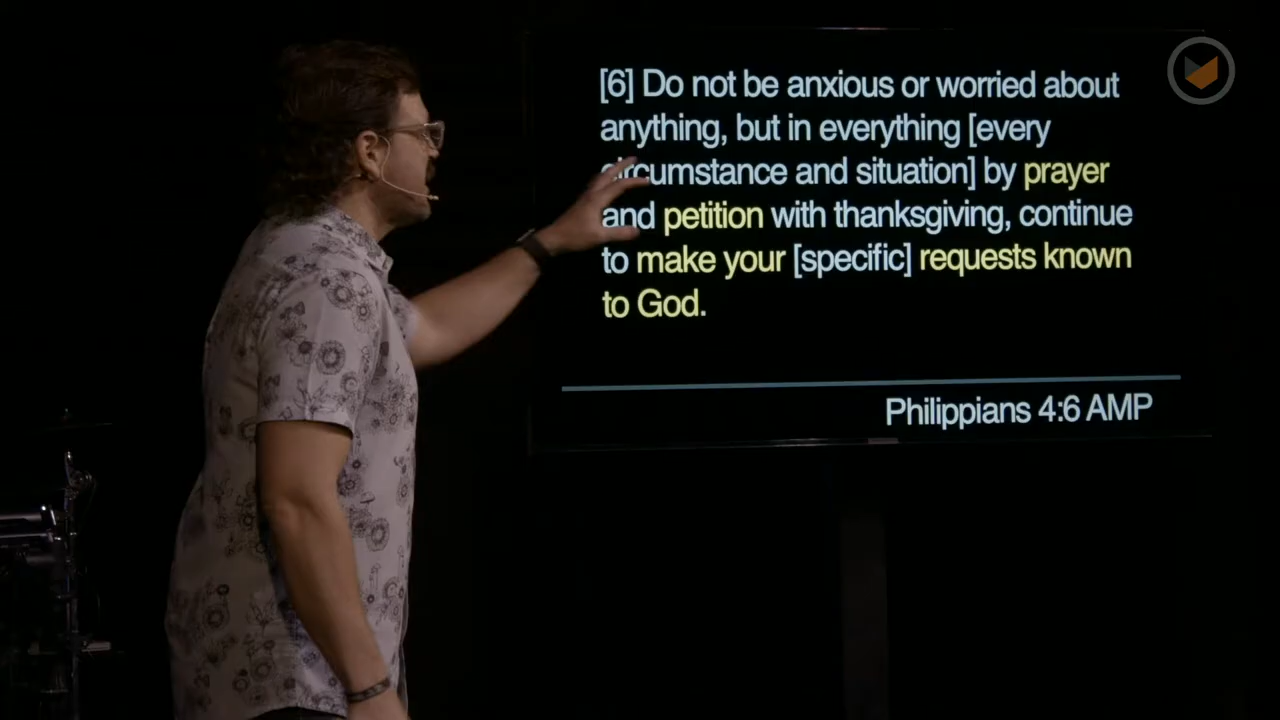 [6] Do not be anxious or worried about
anything, but in everything [every
circumstance and situation] by prayer
and petition with thanksgiving, continue
to make your [specific] requests known
to God.
Philippians 4:6 AMP